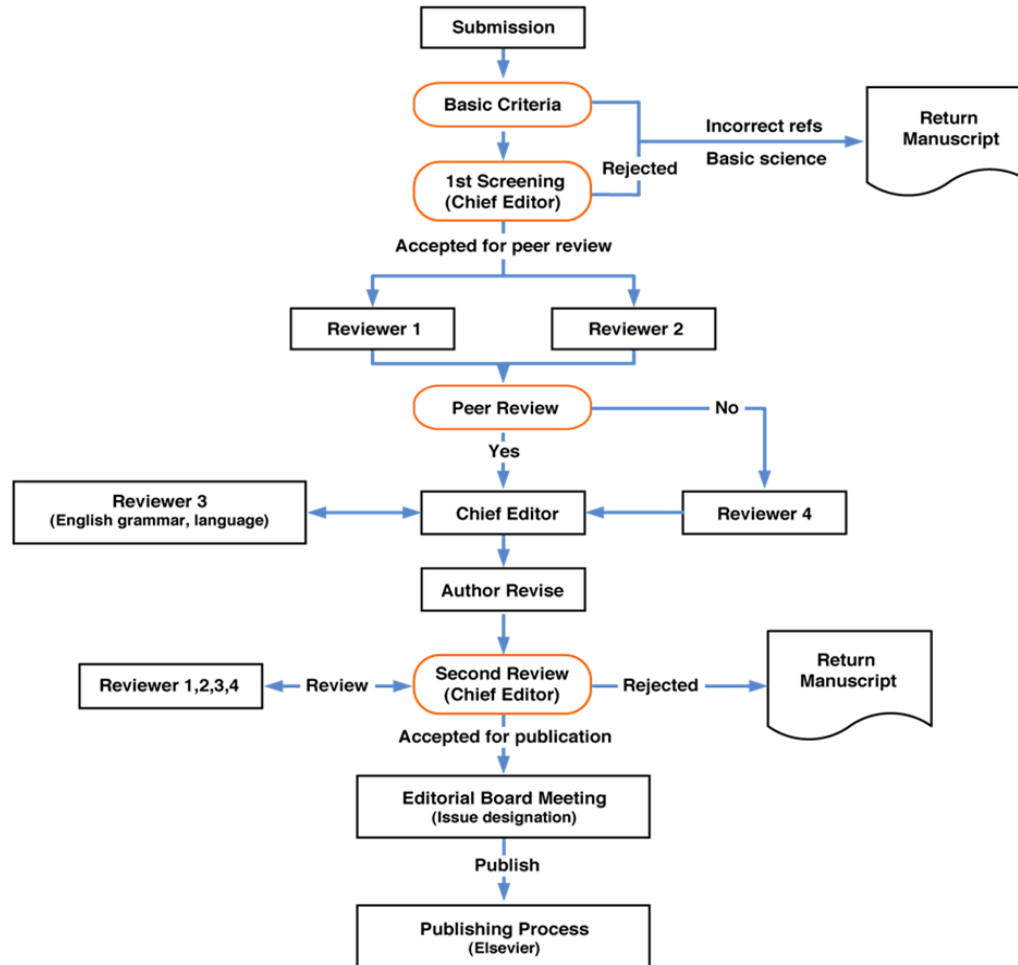 Submission
Basic Criteria
Incorrect refs
Basic science
Return
Manuscript
Rejected
1st Screening
(Chief Editor)
Accepted for peer review
Reviewer 1
Reviewer 2
Peer Review
No
Yes
Reviewer 3
(English grammar, language)
Chief Editor
Reviewer 4
Author Revise
Reviewer 1,2,3,4
Review
Second Review
(Chief Editor)
Rejected
Return
Manuscript
Accepted for publication
Editorial Board Meeting
(Issue designation)
Publish
Publishing Process
(Elsevier)